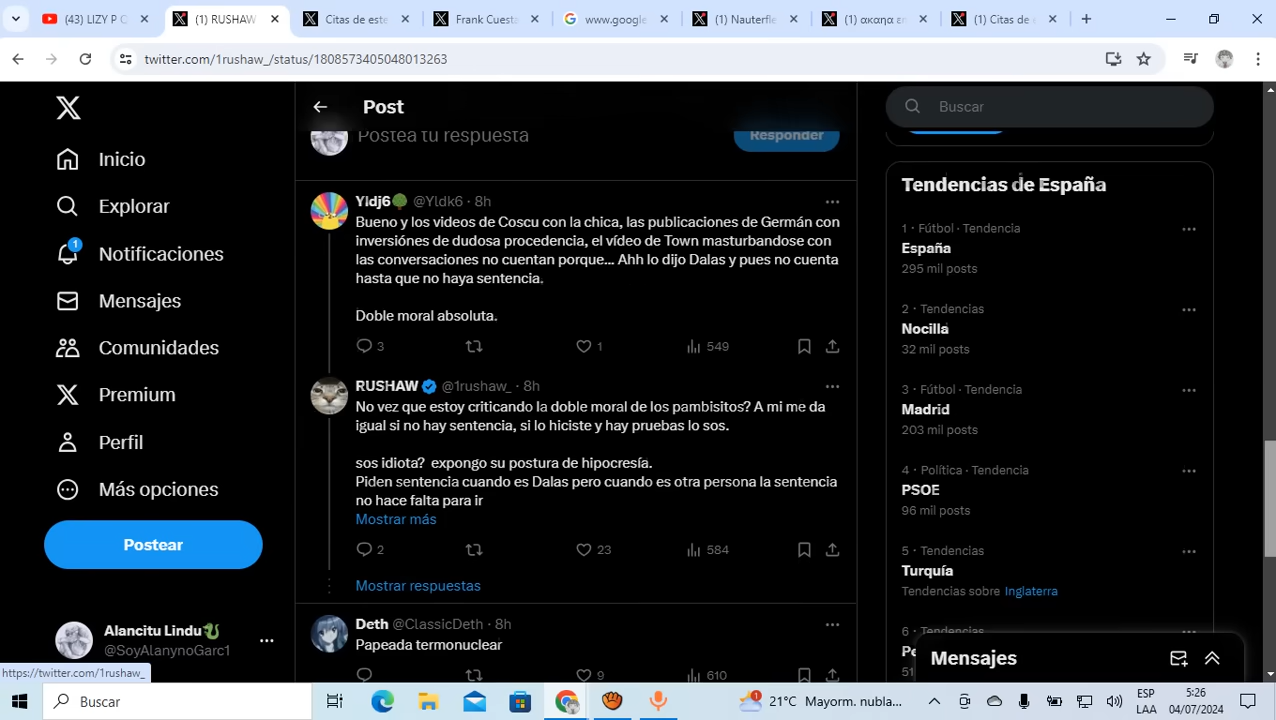 (43) LIZY P C
(1) RUSHAW
Citas de este
Frank Cuesta
www.google
(1) Nauterfle
(1) αкαηα εη
(1) Citas de
twitter.com/1rushaw_/status/1808573405048013263
Inicio
Explorar
1
Notificaciones
Mensajes
Comunidades
Premium
Perfil
Más opciones
Postear
Alancitu Lindu
@SoyAlanynoGarc1
https://twitter.com/1rushaw_
Post
Postea tu respuesta
Responder
Yldj6 @Yldk6 · 8h
Bueno y los videos de Coscu con la chica, las publicaciones de Germán con
inversiónes de dudosa procedencia, el vídeo de Town masturbandose con
las conversaciones no cuentan porque... Ahh lo dijo Dalas y pues no cuenta
hasta que no haya sentencia.
Doble moral absoluta.
3 1 549
RUSHAW @1rushaw_ · 8h
No vez que estoy criticando la doble moral de los pambisitos? A mi me da
igual si no hay sentencia, si lo hiciste y hay pruebas lo sos.
sos idiota? expongo su postura de hipocresía.
Piden sentencia cuando es Dalas pero cuando es otra persona la sentencia
no hace falta para ir
Mostrar más
2 23 584
Mostrar respuestas
Deth @ClassicDeth · 8h
Papeada termonuclear
9 610
Buscar
Tendencias de España
1 · Fútbol · Tendencia
España
295 mil posts
2 · Tendencias
Nocilla
32 mil posts
3 · Fútbol · Tendencia
Madrid
203 mil posts
4 · Política · Tendencia
PSOE
96 mil posts
5 · Tendencias
Turquía
Tendencias sobre Inglaterra
6 · Tendencias
Mensajes
Buscar
1
21°C Mayorm. nubla...
ESP
LAA
5:26
04/07/2024